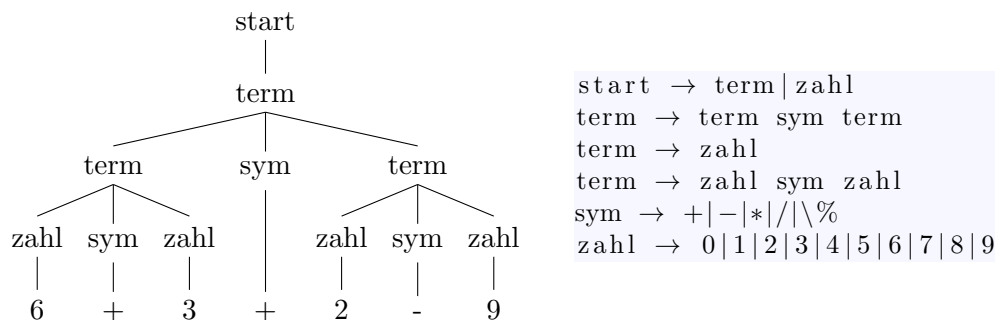 start
term
term sym term
zahl sym zahl zahl sym zahl
6 + 3 + 2 - 9
start → term|zahl
term → term sym term
term → zahl
term → zahl sym zahl
sym → +|−|∗|/|\%
zahl → 0|1|2|3|4|5|6|7|8|9